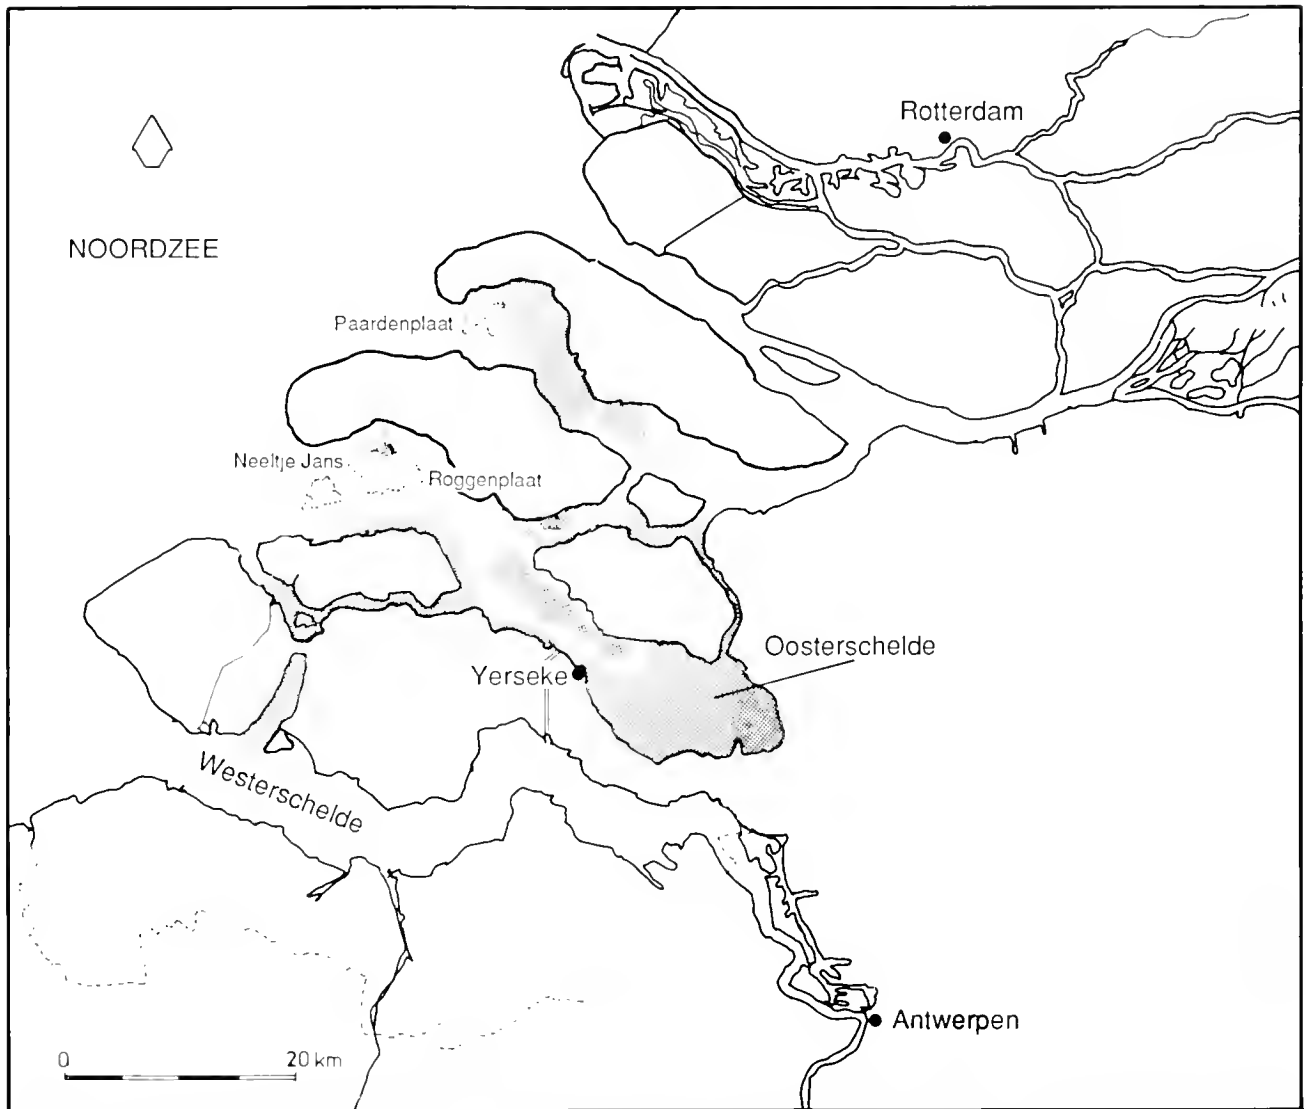 Rotterdam
NOORDZEE
Paardenplaat
Neeltje Jans
Roggenplaat
Oosterschelde
Yerseke
Westerschelde
Antwerpen
0 20 km